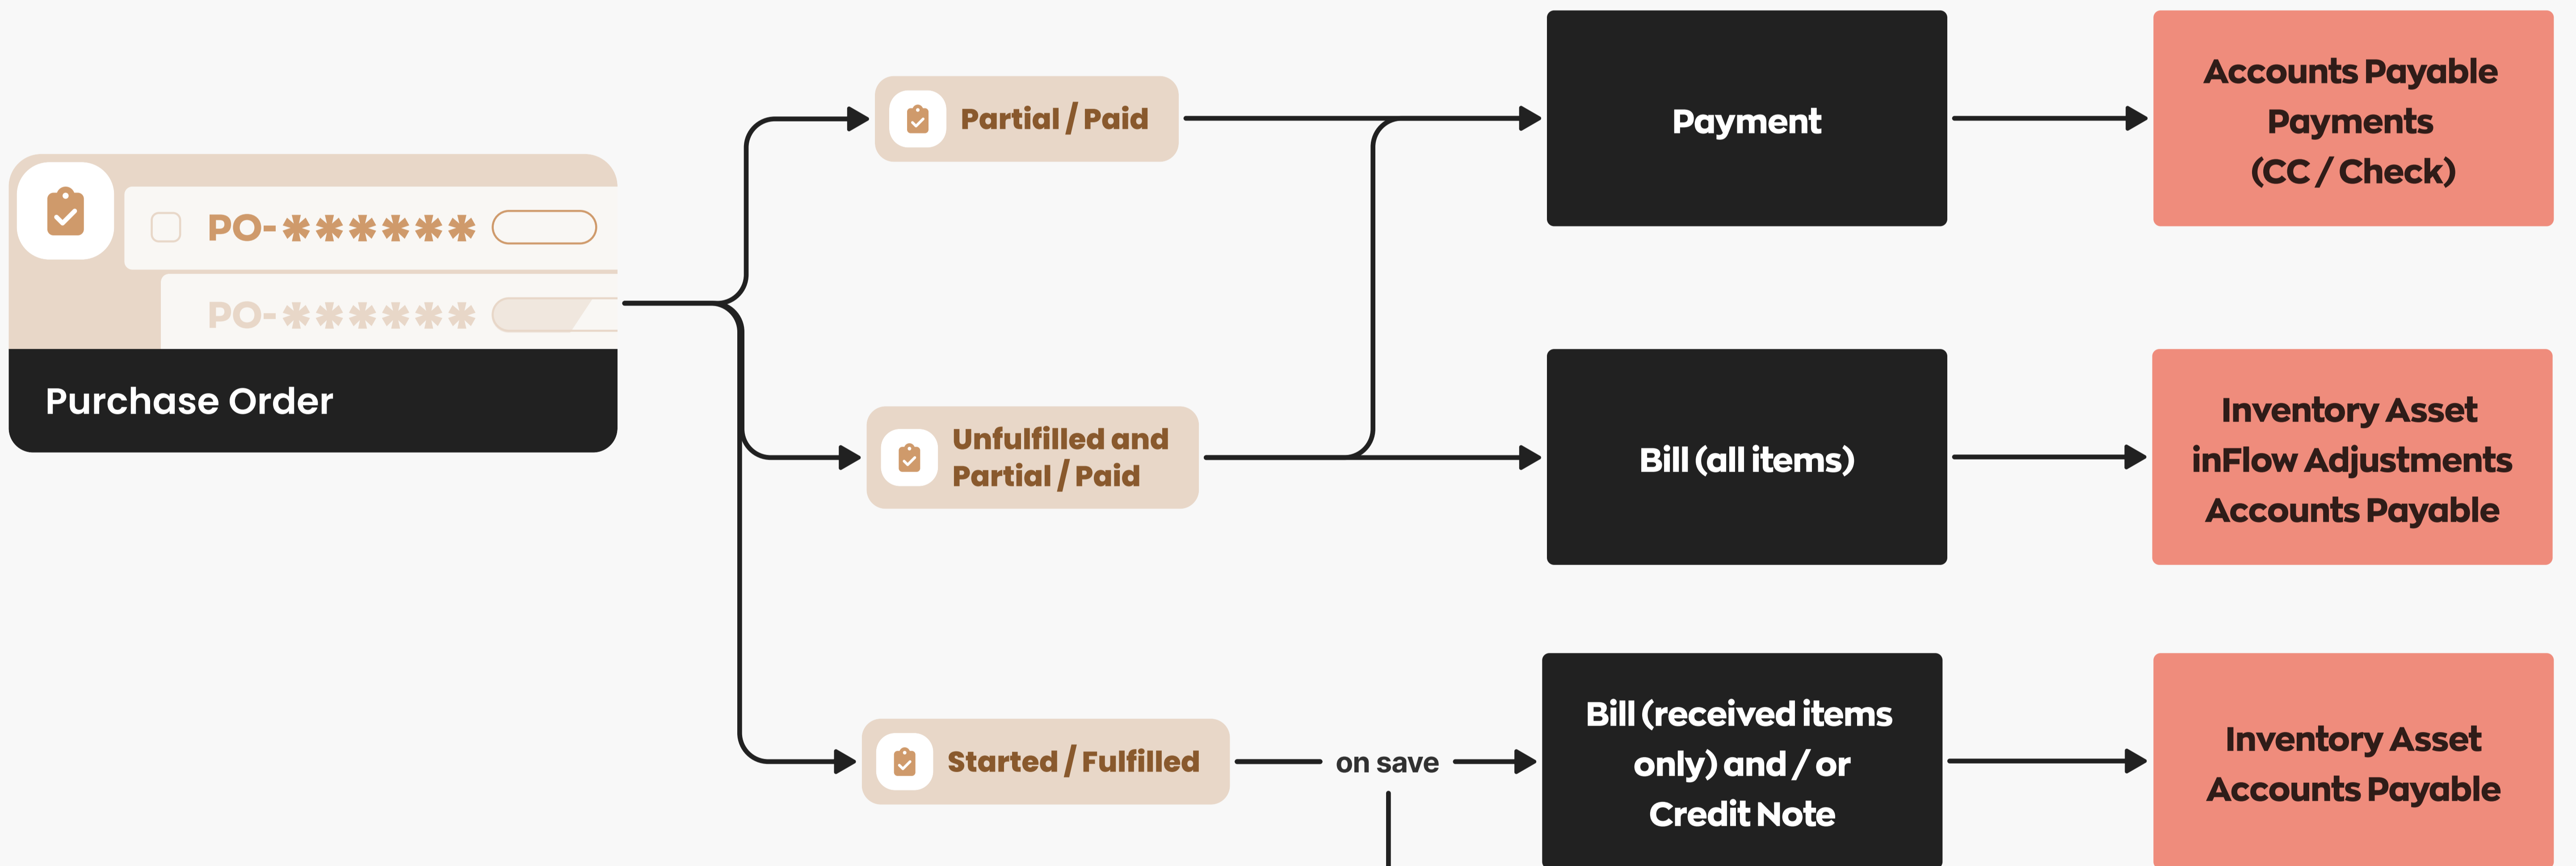 PO-******
PO-******
Purchase Order
Partial / Paid
Payment
Accounts Payable
Payments
(CC / Check)
Unfulfilled and
Partial / Paid
Bill (all items)
Inventory Asset
inFlow Adjustments
Accounts Payable
Started / Fulfilled
on save
Bill (received items
only) and / or
Credit Note
Inventory Asset
Accounts Payable